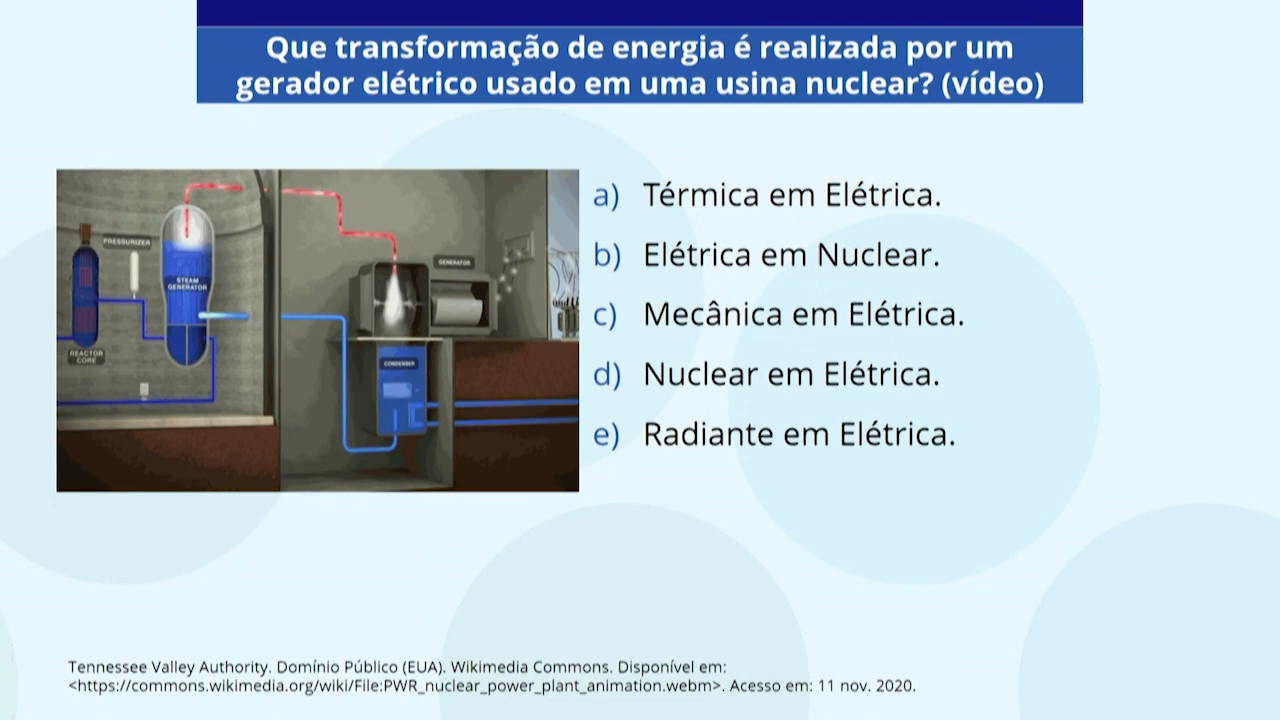 Que transformação de energia é realizada por um
gerador elétrico usado em uma usina nuclear? (vídeo)
PRESSURIZER
STEAM
GENERATOR
REACTOR
CORE
GENERATOR
CONDENSER
a) Térmica em Elétrica.
b) Elétrica em Nuclear.
c) Mecânica em Elétrica.
d) Nuclear em Elétrica.
e) Radiante em Elétrica.
Tennessee Valley Authority. Domínio Público (EUA). Wikimedia Commons. Disponível em:
<https://commons.wikimedia.org/wiki/File:PWR_nuclear_power_plant_animation.webm>. Acesso em: 11 nov. 2020.